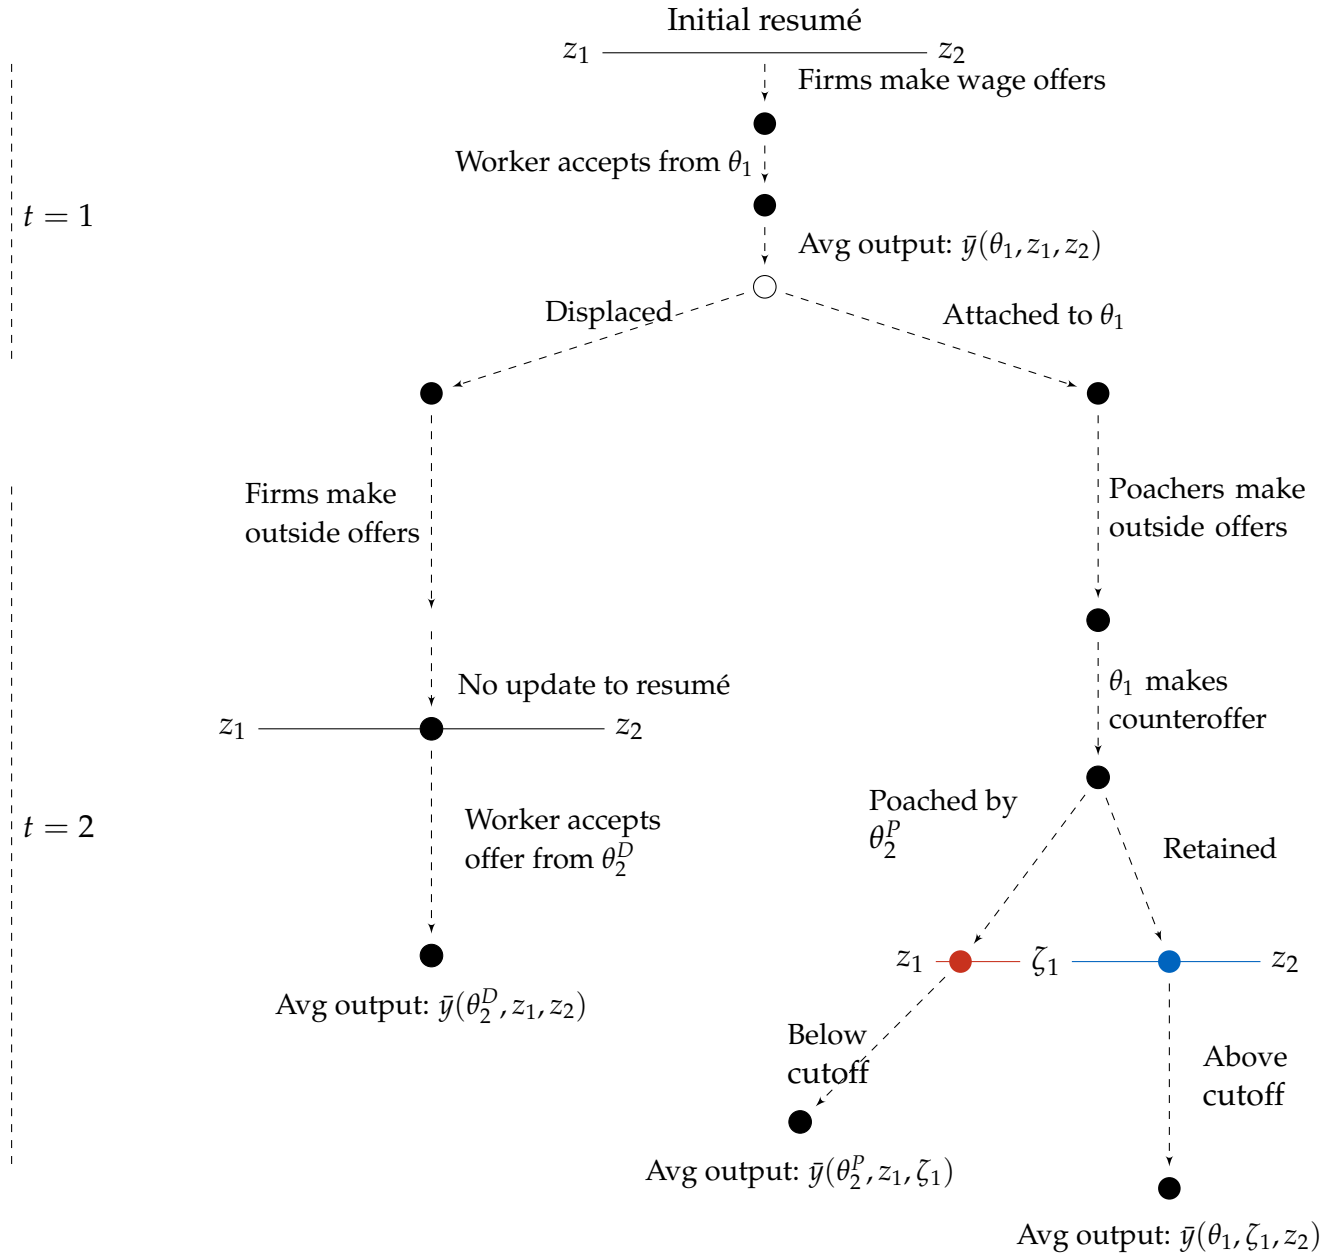 Initial resumé
z₁ z₂
Firms make wage offers
Worker accepts from θ₁
t = 1
Avg output: ȳ(θ₁, z₁, z₂)
Displaced
Attached to θ₁
Firms make
outside offers
Poachers make
outside offers
No update to resumé
z₁ z₂
θ₁ makes
counteroffer
t = 2
Worker accepts
offer from θ₂ᴰ
Poached by
θ₂ᴾ
Retained
z₁ ζ₁ z₂
Avg output: ȳ(θ₂ᴰ, z₁, z₂)
Below
cutoff
Above
cutoff
Avg output: ȳ(θ₂ᴾ, z₁, ζ₁)
Avg output: ȳ(θ₁, ζ₁, z₂)